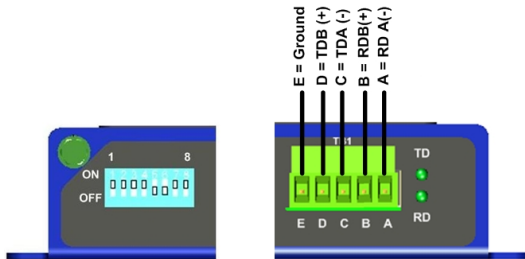 E = Ground
D = TDB (+)
C = TDA (-)
B = RDB(+)
A = RD A(-)
1 8
ON
OFF
TB1
TD
RD
E D C B A